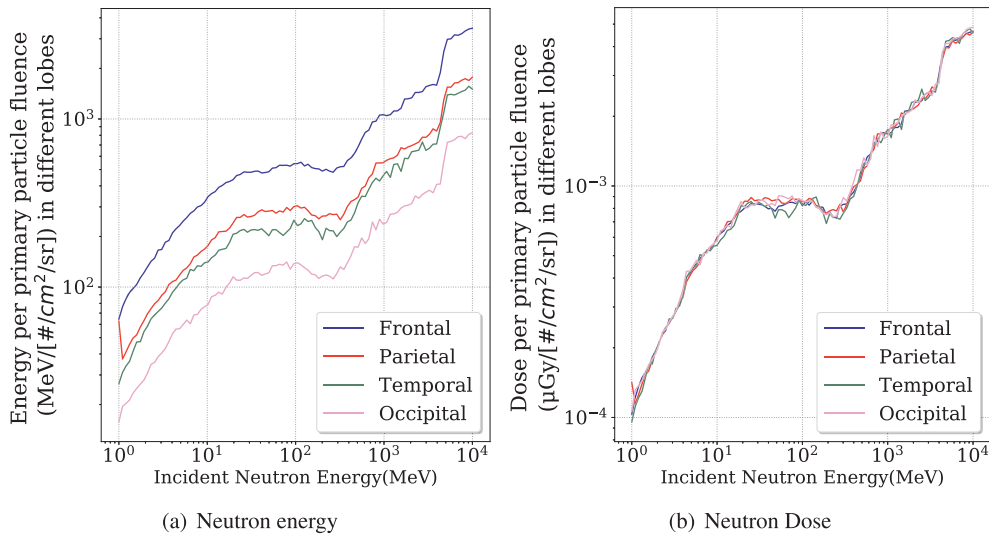 Energy per primary particle fluence
(MeV/[#/cm²/sr]) in different lobes
10³
10²
Frontal
Parietal
Temporal
Occipital
10⁰ 10¹ 10² 10³ 10⁴
Incident Neutron Energy(MeV)
(a) Neutron energy
Dose per primary particle fluence
(μGy/[#/cm²/sr]) in different lobes
10⁻³
10⁻⁴
Frontal
Parietal
Temporal
Occipital
10⁰ 10¹ 10² 10³ 10⁴
Incident Neutron Energy(MeV)
(b) Neutron Dose